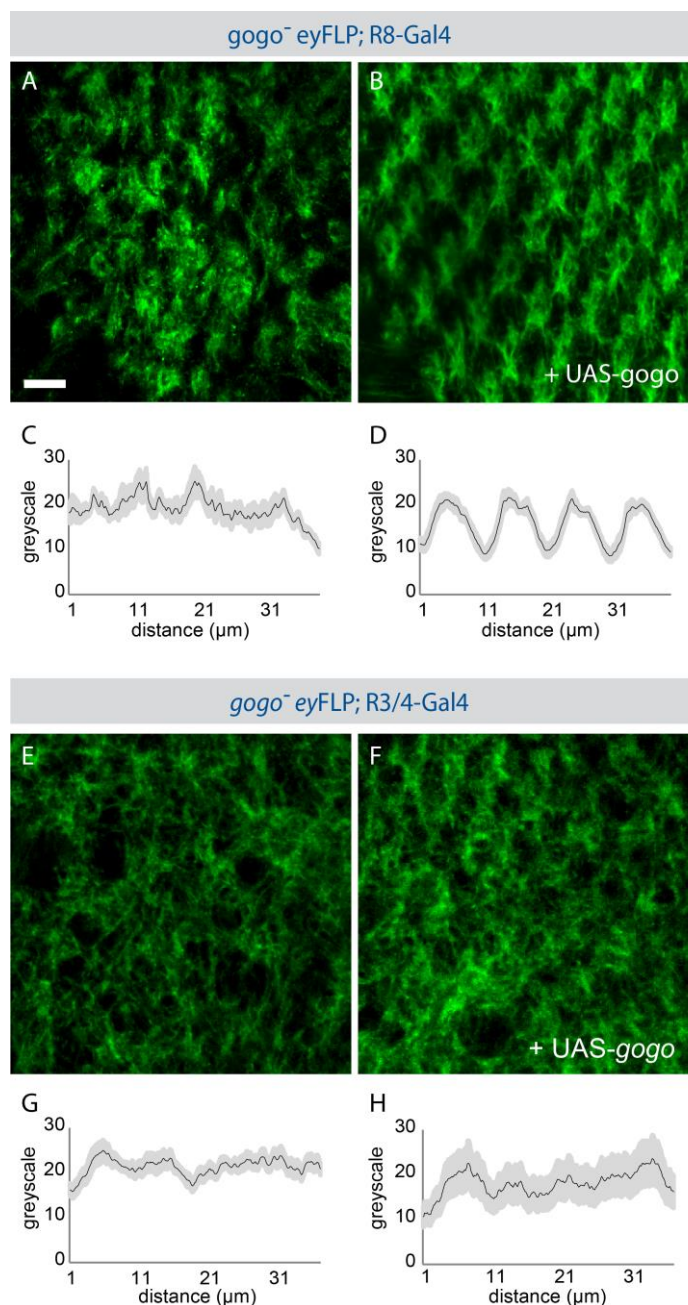 gogo⁻ eyFLP; R8-Gal4
A
B
+ UAS-gogo
C
D
30
20
10
0
greyscale
1 11 21 31
distance (µm)
30
20
10
0
greyscale
1 11 21 31
distance (µm)
gogo⁻ eyFLP; R3/4-Gal4
E
F
+ UAS-gogo
G
H
30
20
10
0
greyscale
1 11 21 31
distance (µm)
30
20
10
0
greyscale
1 11 21 31
distance (µm)